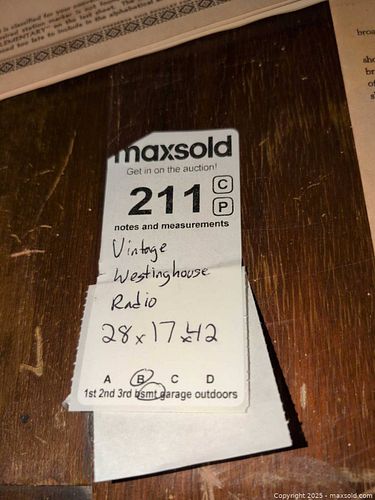 maxsold
Get in on the auction!
211 C
P
notes and measurements
Vintage
Westinghouse
Radio
28 x 17 x 42
A B C D
1st 2nd 3rd bsmt garage outdoors
Copyright 2025 - maxsold.com